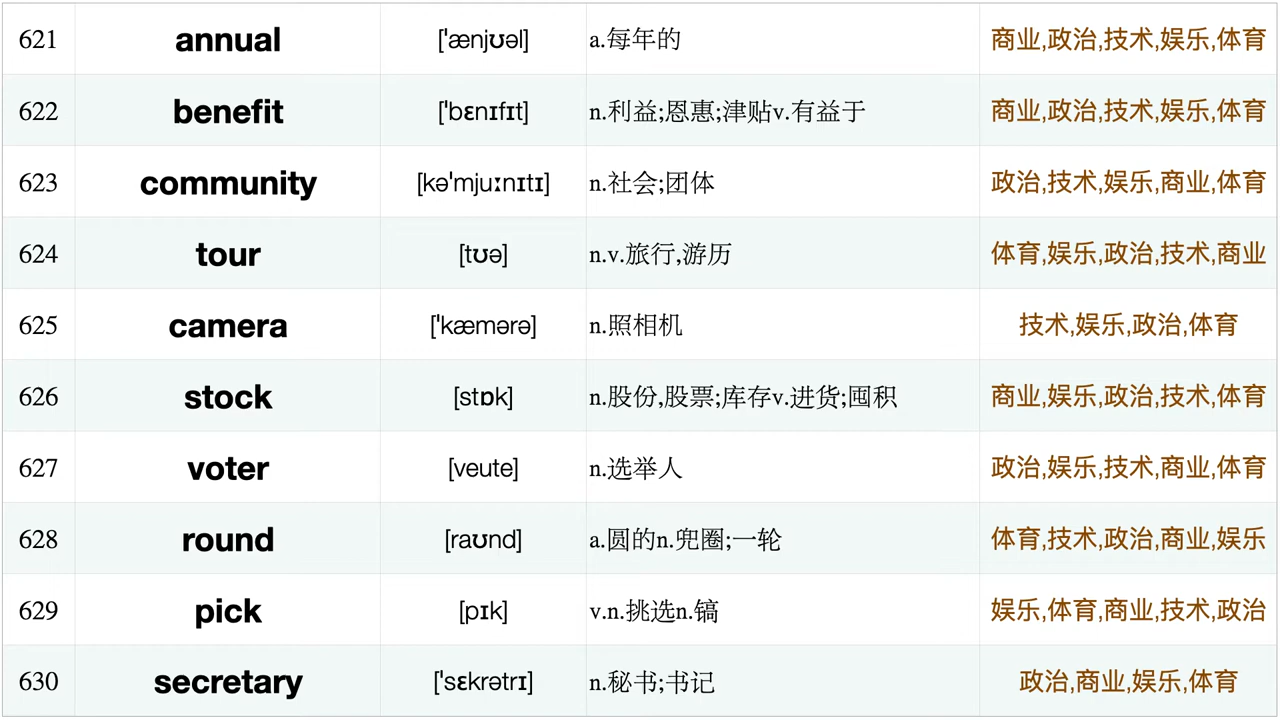 621 annual [ˈænjʊəl] a.每年的 商业,政治,技术,娱乐,体育
622 benefit [ˈbɛnɪfɪt] n.利益;恩惠;津贴v.有益于 商业,政治,技术,娱乐,体育
623 community [kəˈmjuːnɪtɪ] n.社会;团体 政治,技术,娱乐,商业,体育
624 tour [tʊə] n.v.旅行,游历 体育,娱乐,政治,技术,商业
625 camera [ˈkæmərə] n.照相机 技术,娱乐,政治,体育
626 stock [stɒk] n.股份,股票;库存v.进货;囤积 商业,娱乐,政治,技术,体育
627 voter [veute] n.选举人 政治,娱乐,技术,商业,体育
628 round [raʊnd] a.圆的n.兜圈;一轮 体育,技术,政治,商业,娱乐
629 pick [pɪk] v.n.挑选n.镐 娱乐,体育,商业,技术,政治
630 secretary [ˈsɛkrətrɪ] n.秘书;书记 政治,商业,娱乐,体育